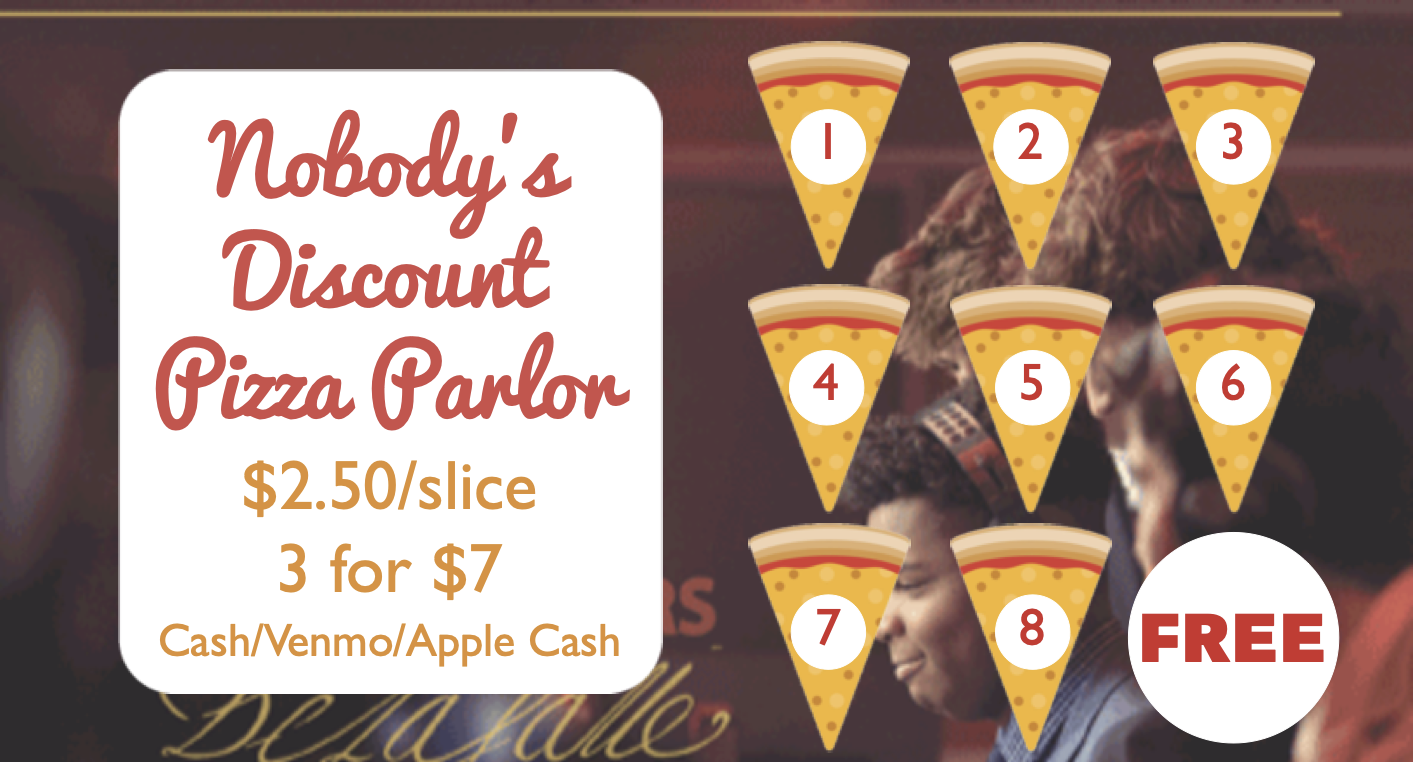 Nobody's
Discount
Pizza Parlor
$2.50/slice
3 for $7
Cash/Venmo/Apple Cash
1 2 3
4 5 6
7 8 FREE
RS